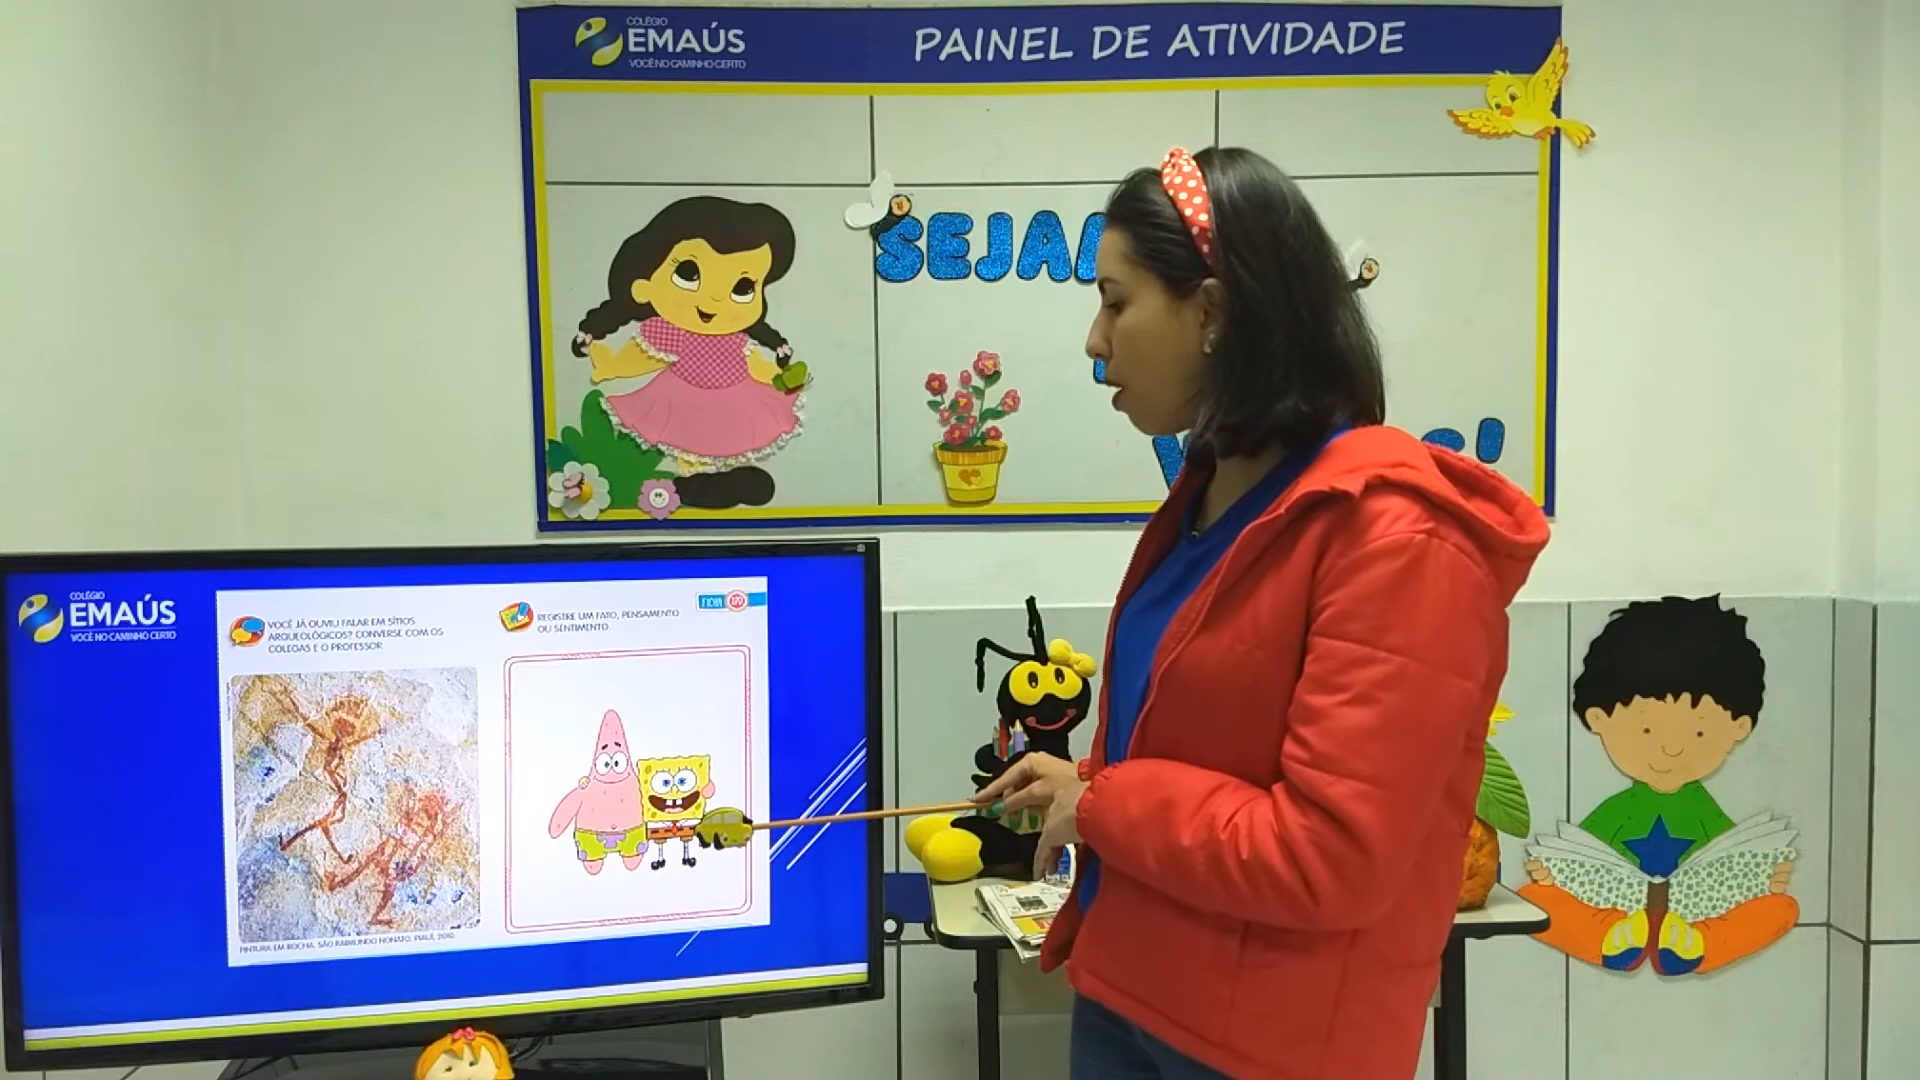 COLÉGIO
EMAÚS
VOCÊ NO CAMINHO CERTO
PAINEL DE ATIVIDADE
SEJAM
COLÉGIO
EMAÚS
VOCÊ NO CAMINHO CERTO
VOCÊ JÁ OUVIU FALAR EM SÍTIOS
ARQUEOLÓGICOS? CONVERSE COM OS
COLEGAS E O PROFESSOR.
REGISTRE UM FATO, PENSAMENTO
OU SENTIMENTO.
FICHA
PINTURA EM ROCHA. SÃO RAIMUNDO NONATO, PIAUÍ, 2010.